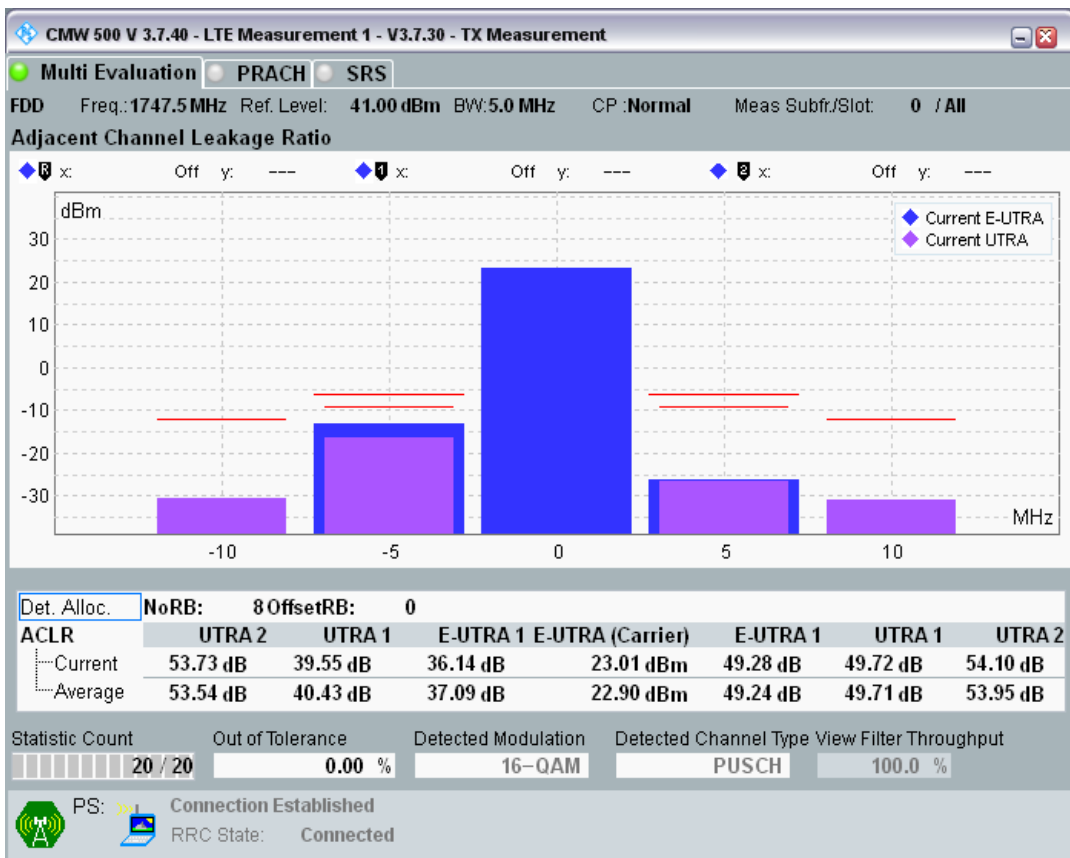 CMW 500 V 3.7.40 - LTE Measurement 1 - V3.7.30 - TX Measurement
Multi Evaluation PRACH SRS
FDD Freq.:1747.5 MHz Ref. Level: 41.00 dBm BW:5.0 MHz CP :Normal Meas Subfr./Slot: 0 / All
Adjacent Channel Leakage Ratio
R x: Off y: --- 1 x: Off y: --- 2 x: Off y: ---
dBm
Current E-UTRA
Current UTRA
30
20
10
0
-10
-20
-30
MHz
-10 -5 0 5 10
Det. Alloc. NoRB: 8 OffsetRB: 0
ACLR UTRA 2 UTRA 1 E-UTRA 1 E-UTRA (Carrier) E-UTRA 1 UTRA 1 UTRA 2
Current 53.73 dB 39.55 dB 36.14 dB 23.01 dBm 49.28 dB 49.72 dB 54.10 dB
Average 53.54 dB 40.43 dB 37.09 dB 22.90 dBm 49.24 dB 49.71 dB 53.95 dB
Statistic Count Out of Tolerance Detected Modulation Detected Channel Type View Filter Throughput
20 / 20 0.00 % 16-QAM PUSCH 100.0 %
PS: Connection Established
RRC State: Connected